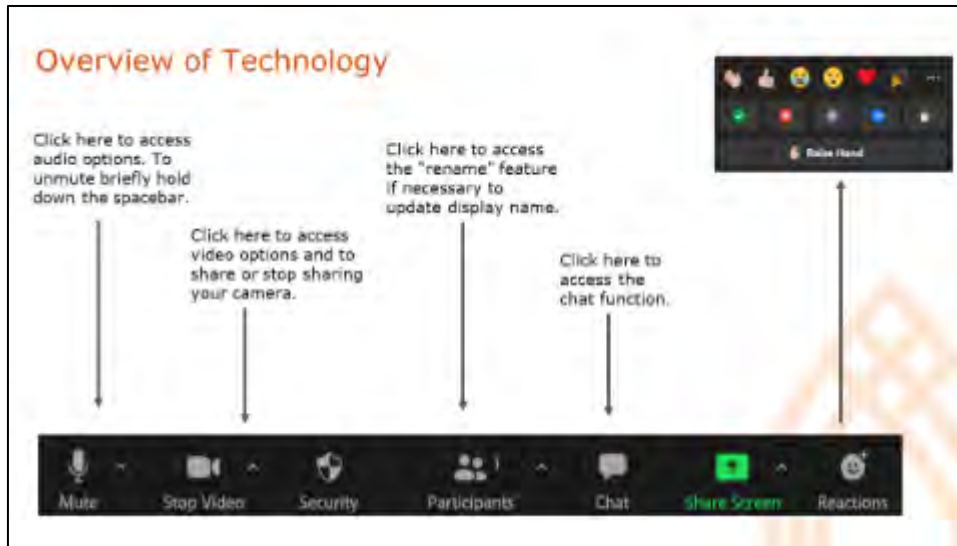 Overview of Technology
Click here to access
audio options. To
unmute briefly hold
down the spacebar.
Click here to access
video options and to
share or stop sharing
your camera.
Click here to access
the "rename" feature
if necessary to
update display name.
Click here to
access the
chat function.
Raise Hand
Mute
Stop Video
Security
1
Participants
Chat
Share Screen
Reactions